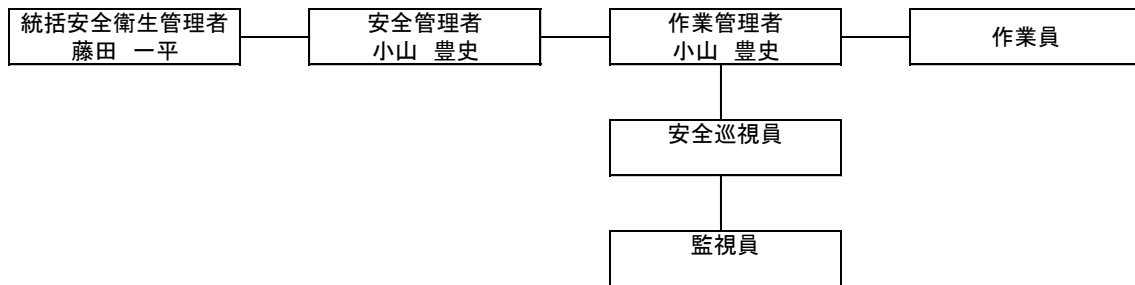 統括安全衛生管理者
藤田　一平
安全管理者
小山　豊史
作業管理者
小山　豊史
作業員
安全巡視員
監視員